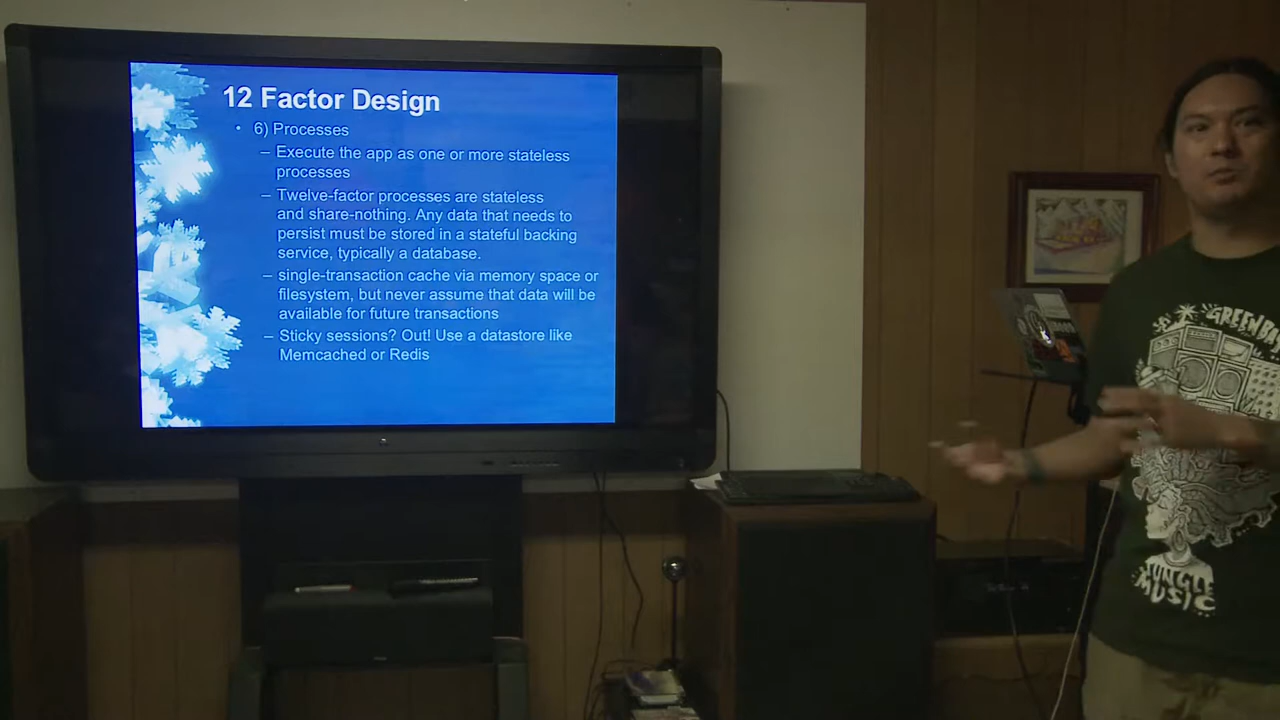 12 Factor Design
• 6) Processes
– Execute the app as one or more stateless
processes
– Twelve-factor processes are stateless
and share-nothing. Any data that needs to
persist must be stored in a stateful backing
service, typically a database.
– single-transaction cache via memory space or
filesystem, but never assume that data will be
available for future transactions
– Sticky sessions? Out! Use a datastore like
Memcached or Redis
JUNGLE
MUSIC